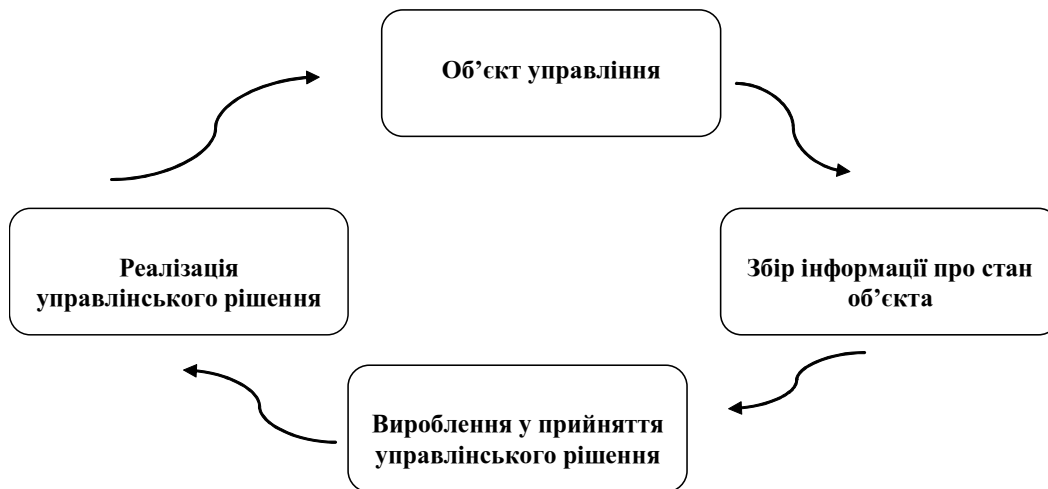 Об’єкт управління
Збір інформації про стан
об’єкта
Вироблення у прийняття
управлінського рішення
Реалізація
управлінського рішення